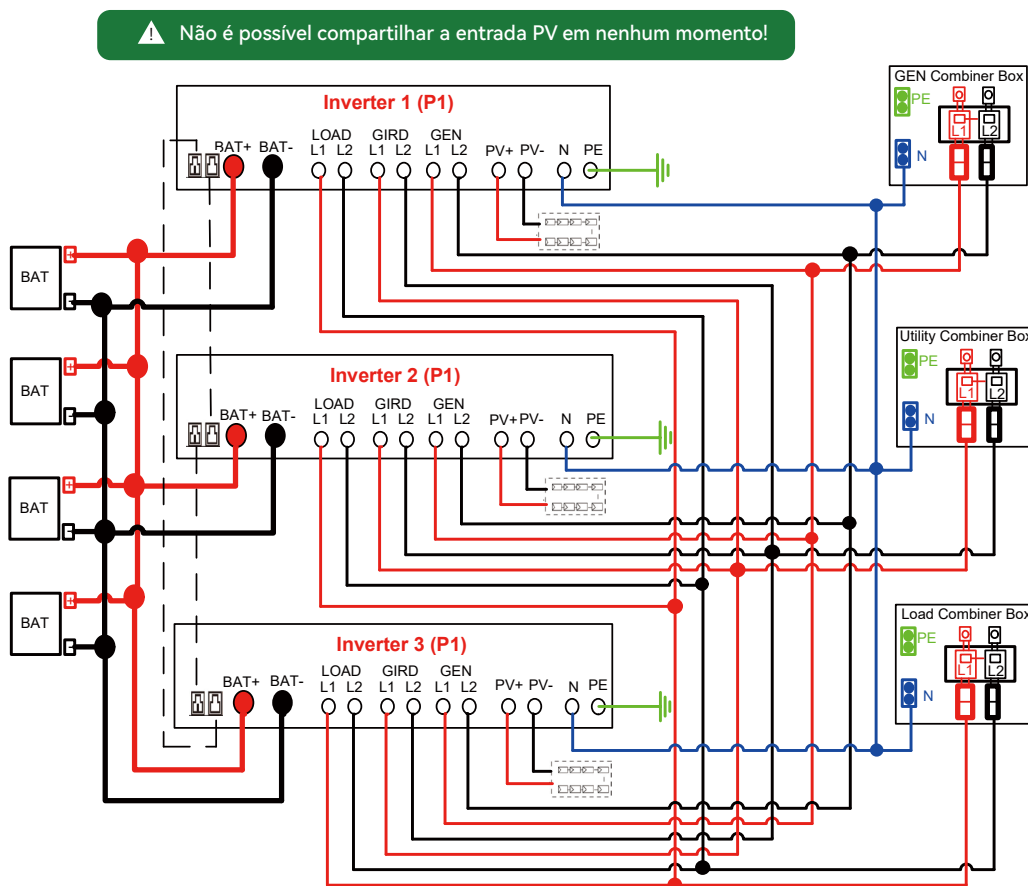 Não é possível compartilhar a entrada PV em nenhum momento!
GEN Combiner Box
PE
L1 L2
N
Inverter 1 (P1)
LOAD GIRD GEN
BAT+ BAT- L1 L2 L1 L2 L1 L2 PV+ PV- N PE
BAT
Utility Combiner Box
PE
L1 L2
N
Inverter 2 (P1)
LOAD GIRD GEN
BAT+ BAT- L1 L2 L1 L2 L1 L2 PV+ PV- N PE
BAT
BAT
Load Combiner Box
PE
L1 L2
N
Inverter 3 (P1)
LOAD GIRD GEN
BAT+ BAT- L1 L2 L1 L2 L1 L2 PV+ PV- N PE
BAT